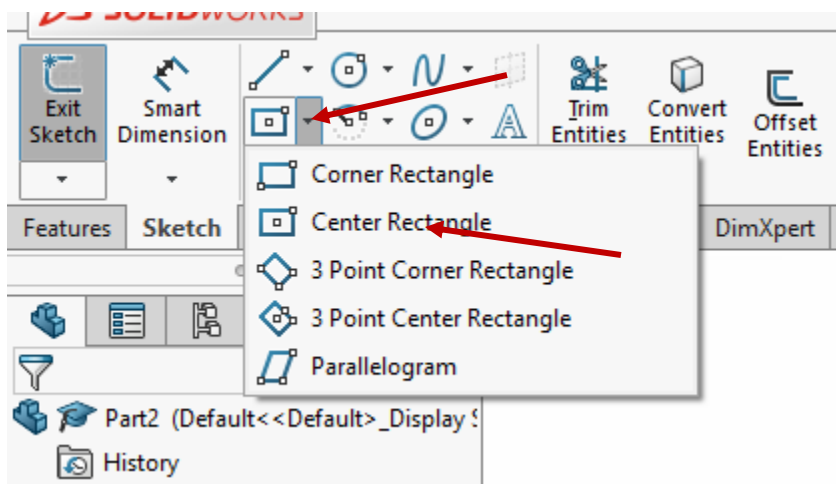 SOLIDWORKS
Exit
Sketch
Smart
Dimension
A
Trim
Entities
Convert
Entities
Offset
Entities
Corner Rectangle
Center Rectangle
3 Point Corner Rectangle
3 Point Center Rectangle
Parallelogram
Features
Sketch
DimXpert
Part2 (Default<<Default>_Display S
History